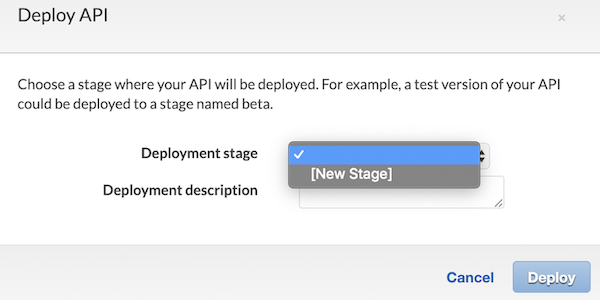 Deploy API
Choose a stage where your API will be deployed. For example, a test version of your API
could be deployed to a stage named beta.
Deployment stage
[New Stage]
Deployment description
Cancel
Deploy